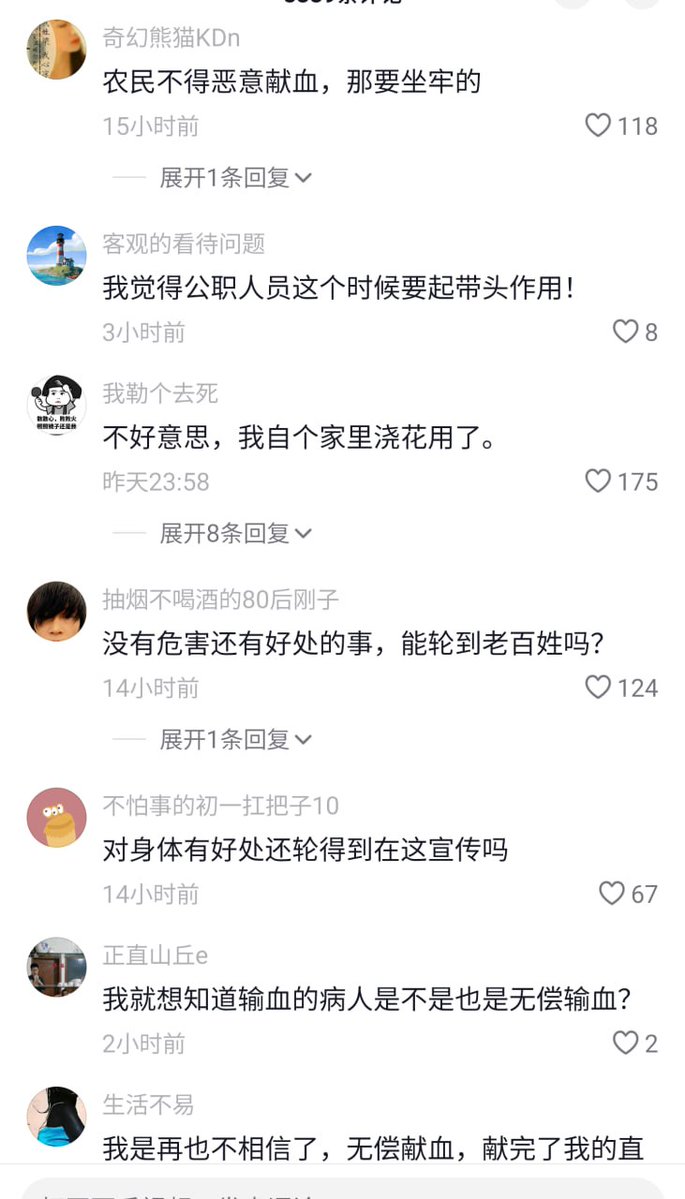 奇幻熊猫KDn
农民不得恶意献血，那要坐牢的
15小时前
118
展开1条回复
客观的看待问题
我觉得公职人员这个时候要起带头作用！
3小时前
8
我勒个去死
不好意思，我自个家里浇花用了。
昨天23:58
175
展开8条回复
抽烟不喝酒的80后刚子
没有危害还有好处的事，能轮到老百姓吗？
14小时前
124
展开1条回复
不怕事的初一扛把子10
对身体有好处还轮得到在这宣传吗
14小时前
67
正直山丘e
我就想知道输血的病人是不是也是无偿输血？
2小时前
2
生活不易
我是再也不相信了，无偿献血，献完了我的直